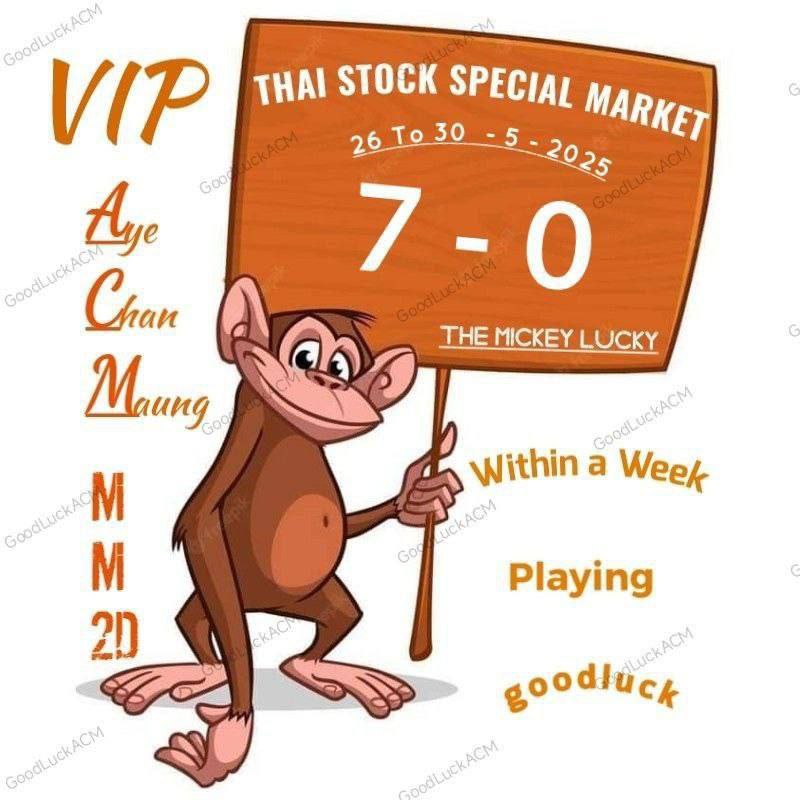 VIP
Aye
Chan
Maung
M
M
2D
THAI STOCK SPECIAL MARKET
26 To 30 - 5 - 2025
7 - 0
THE MICKEY LUCKY
Within a Week
Playing
goodluck
GoodLuckACM